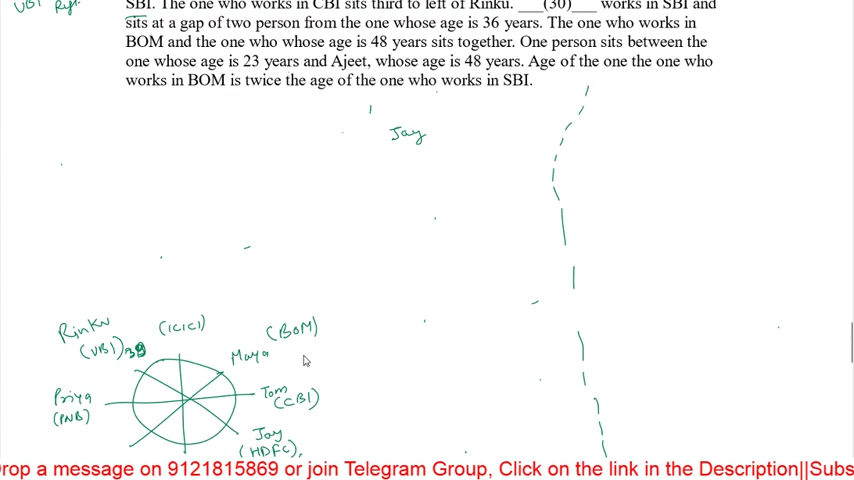 SBI. The one who works in CBI sits third to left of Rinku. ___(30)___ works in SBI and
sits at a gap of two person from the one whose age is 36 years. The one who works in
BOM and the one who whose age is 48 years sits together. One person sits between the
one whose age is 23 years and Ajeet, whose age is 48 years. Age of the one the one who
works in BOM is twice the age of the one who works in SBI.
Jay
Rinku
(ICICI)
(BOM)
(UBI)
Maya
Priya
(PNB)
Tom
(CBI)
Jay
(HDFC),
rop a message on 9121815869 or join Telegram Group, Click on the link in the Description||Subs